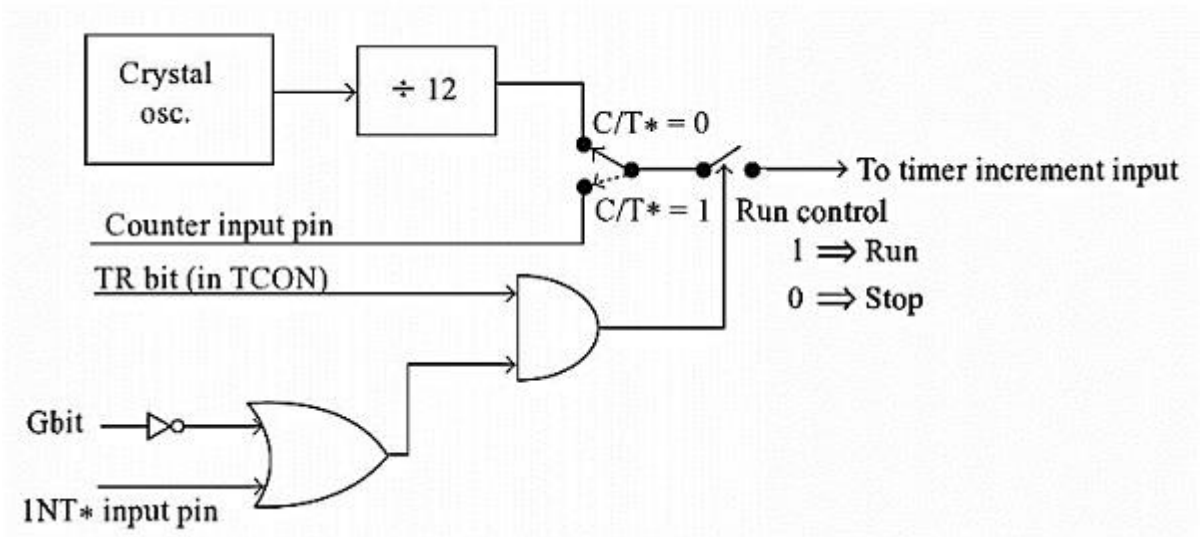 Crystal
osc.
÷ 12
C/T* = 0
To timer increment input
C/T* = 1
Run control
Counter input pin
1 ⇒ Run
TR bit (in TCON)
0 ⇒ Stop
Gbit
1NT* input pin